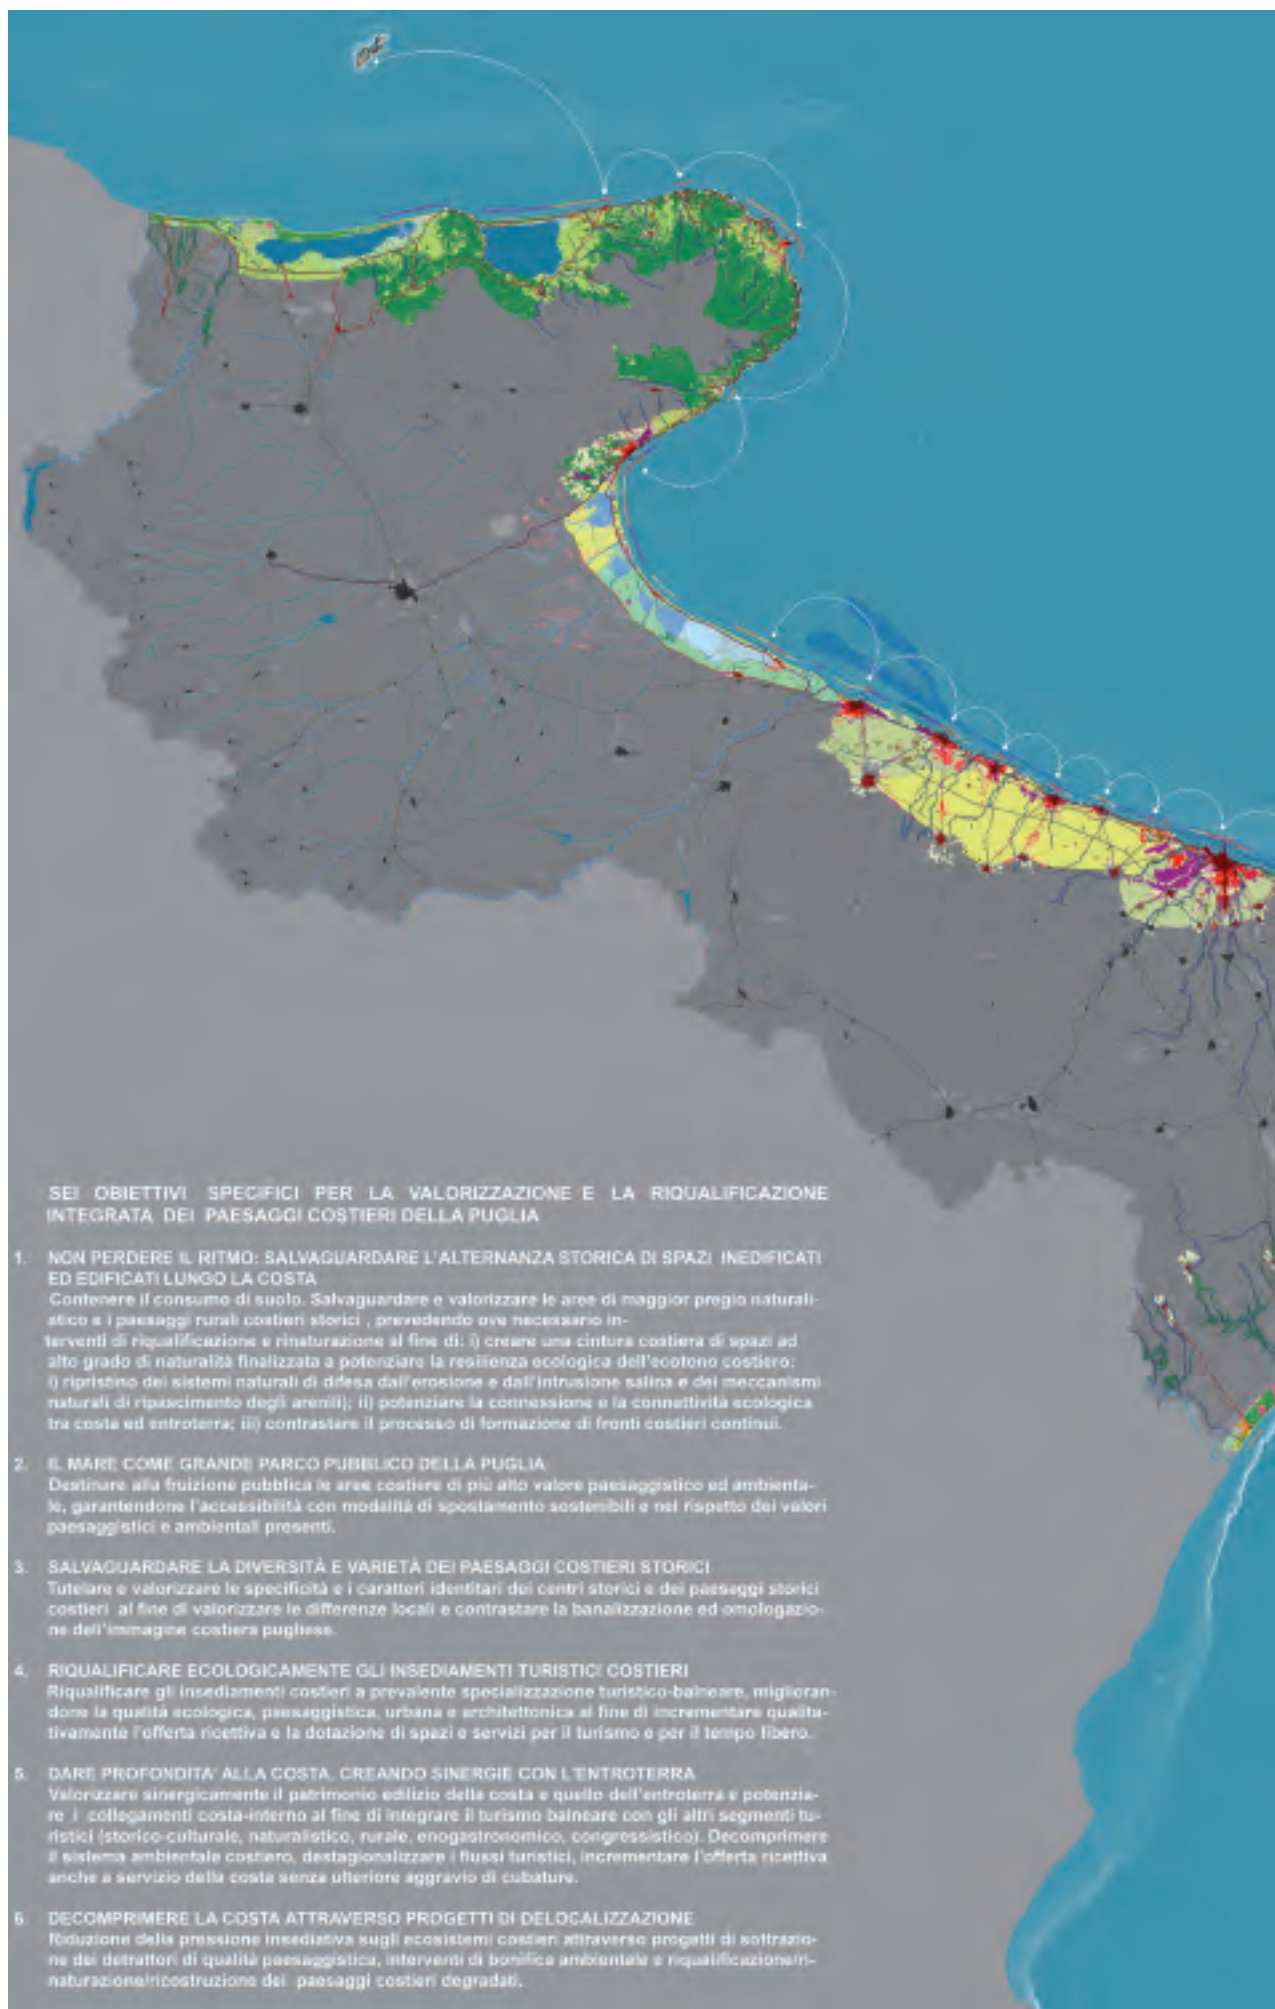 SEI OBIETTIVI SPECIFICI PER LA VALORIZZAZIONE E LA RIQUALIFICAZIONE
INTEGRATA DEI PAESAGGI COSTIERI DELLA PUGLIA
1. NON PERDERE IL RITMO: SALVAGUARDARE L'ALTERNANZA STORICA DI SPAZI INEDIFICATI
ED EDIFICATI LUNGO LA COSTA
Contenere il consumo di suolo. Salvaguardare e valorizzare le aree di maggior pregio naturali-
stico e i paesaggi rurali costieri storici , prevedendo ove necessario in-
terventi di riqualificazione e rinaturazione al fine di: i) creare una cintura costiera di spazi ad
alto grado di naturalità finalizzata a potenziare la resilienza ecologica dell'ecotono costiero;
i) ripristino dei sistemi naturali di difesa dall'erosione e dall'intrusione salina e dei meccanismi
naturali di ripascimento degli arenili); ii) potenziare la connessione e la connettività ecologica
tra costa ed entroterra; iii) contrastare il processo di formazione di fronti costieri continui.
2. IL MARE COME GRANDE PARCO PUBBLICO DELLA PUGLIA
Destinare alla fruizione pubblica le aree costiere di più alto valore paesaggistico ed ambienta-
le, garantendone l'accessibilità con modalità di spostamento sostenibili e nel rispetto dei valori
paesaggistici e ambientali presenti.
3. SALVAGUARDARE LA DIVERSITÀ E VARIETÀ DEI PAESAGGI COSTIERI STORICI
Tutelare e valorizzare le specificità e i caratteri identitari dei centri storici e dei paesaggi storici
costieri al fine di valorizzare le differenze locali e contrastare la banalizzazione ed omologazio-
ne dell'immagine costiera pugliese.
4. RIQUALIFICARE ECOLOGICAMENTE GLI INSEDIAMENTI TURISTICI COSTIERI
Riqualificare gli insediamenti costieri a prevalente specializzazione turistico-balneare, miglioran-
done la qualità ecologica, paesaggistica, urbana e architettonica al fine di incrementare qualita-
tivamente l'offerta ricettiva e la dotazione di spazi e servizi per il turismo e per il tempo libero.
5. DARE PROFONDITA' ALLA COSTA, CREANDO SINERGIE CON L'ENTROTERRA
Valorizzare sinergicamente il patrimonio edilizio della costa e quello dell'entroterra e potenzia-
re i collegamenti costa-interno al fine di integrare il turismo balneare con gli altri segmenti tu-
ristici (storico-culturale, naturalistico, rurale, enogastronomico, congressistico). Decomprimere
il sistema ambientale costiero, destagionalizzare i flussi turistici, incrementare l'offerta ricettiva
anche a servizio della costa senza ulteriore aggravio di cubature.
6. DECOMPRIMERE LA COSTA ATTRAVERSO PROGETTI DI DELOCALIZZAZIONE
Riduzione della pressione insediativa sugli ecosistemi costieri attraverso progetti di sottrazio-
ne dei detrattori di qualità paesaggistica, interventi di bonifica ambientale e riqualificazione/ri-
naturazione/ricostruzione dei paesaggi costieri degradati.